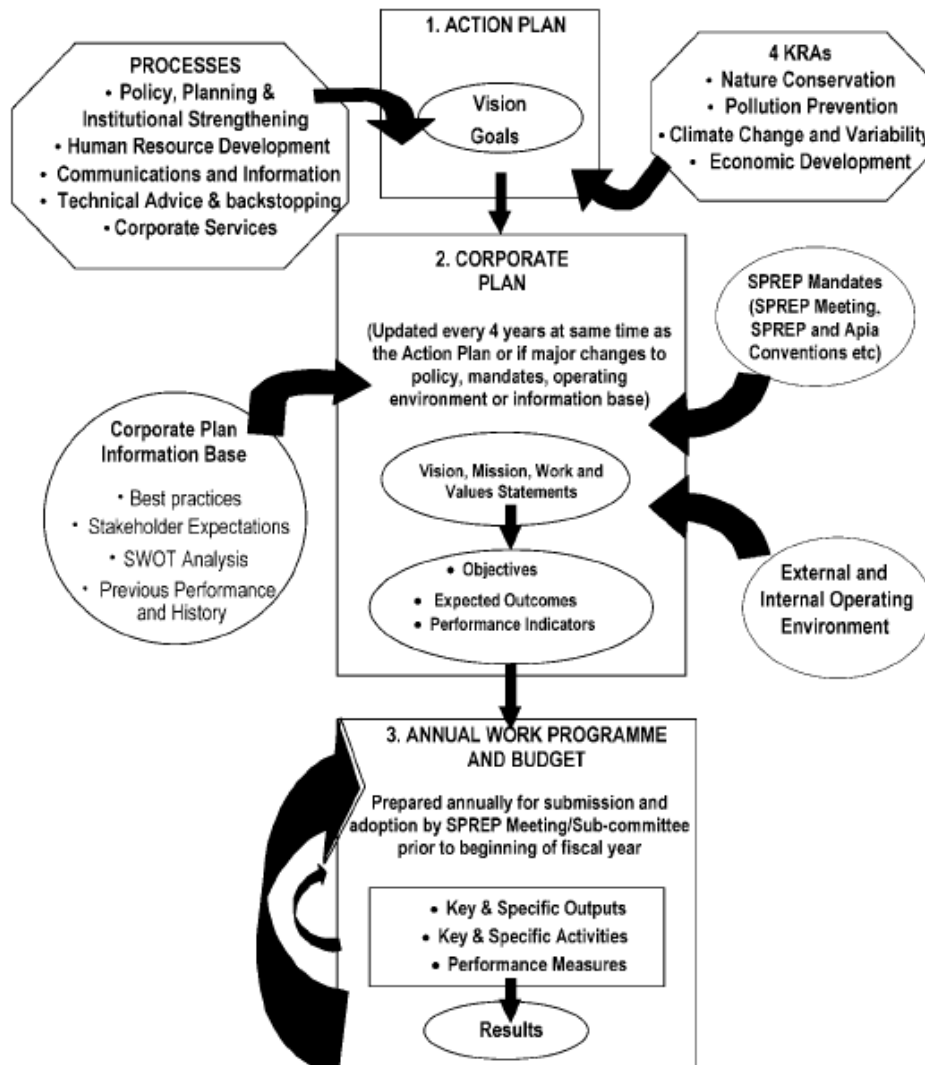 1. ACTION PLAN
Vision
Goals
PROCESSES
• Policy, Planning &
Institutional Strengthening
• Human Resource Development
• Communications and Information
• Technical Advice & backstopping
• Corporate Services
4 KRAs
• Nature Conservation
• Pollution Prevention
• Climate Change and Variability
• Economic Development
2. CORPORATE
PLAN
(Updated every 4 years at same time as
the Action Plan or if major changes to
policy, mandates, operating
environment or information base)
Vision, Mission, Work and
Values Statements
• Objectives
• Expected Outcomes
• Performance Indicators
SPREP Mandates
(SPREP Meeting,
SPREP and Apia
Conventions etc)
Corporate Plan
Information Base
• Best practices
• Stakeholder Expectations
• SWOT Analysis
• Previous Performance
and History
External and
Internal Operating
Environment
3. ANNUAL WORK PROGRAMME
AND BUDGET
Prepared annually for submission and
adoption by SPREP Meeting/Sub-committee
prior to beginning of fiscal year
• Key & Specific Outputs
• Key & Specific Activities
• Performance Measures
Results